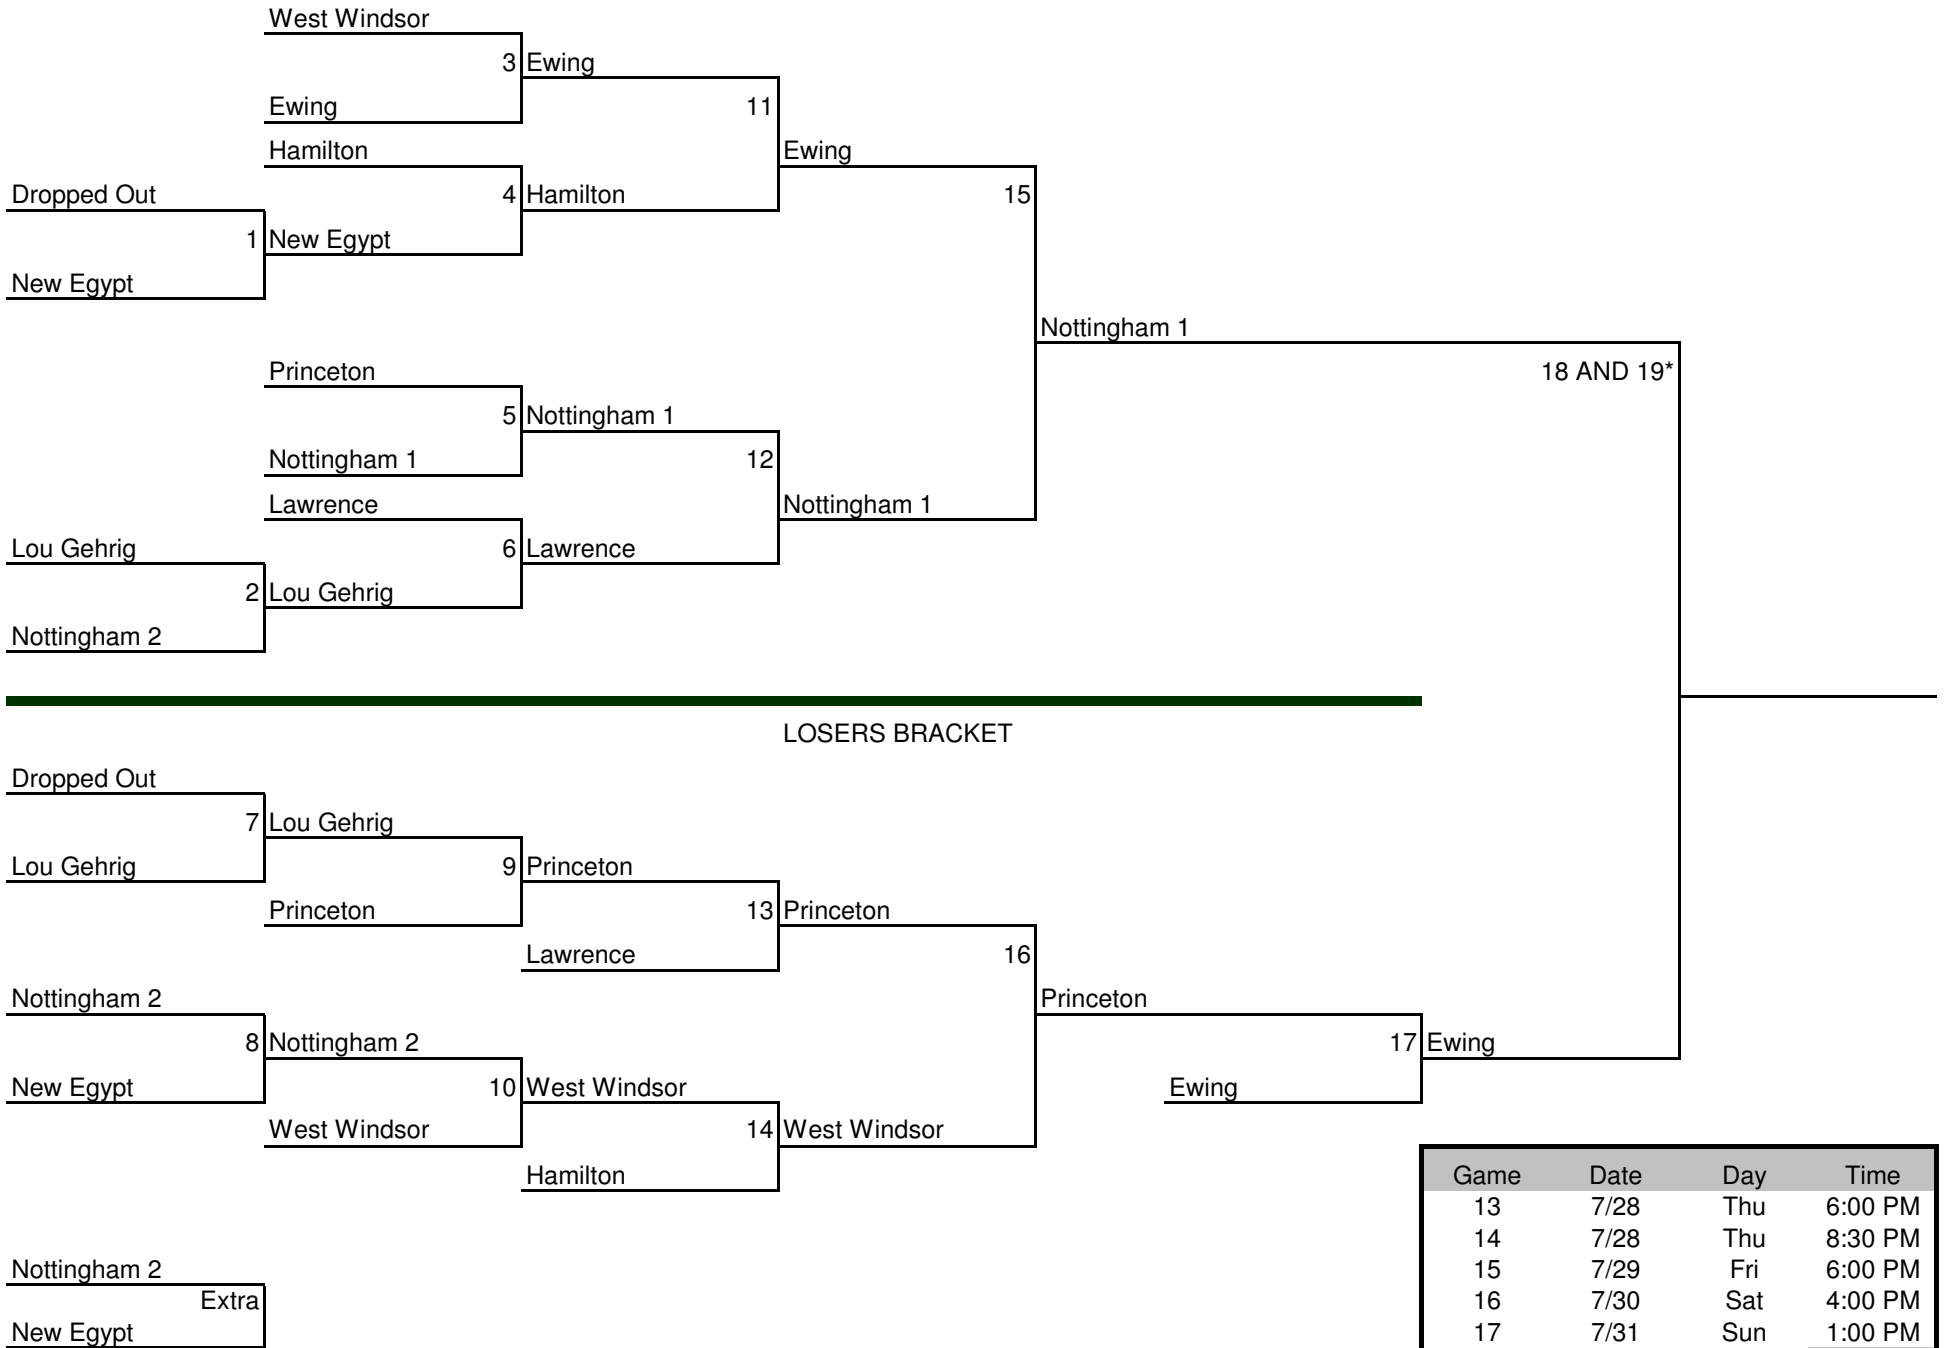 West Windsor
3 Ewing
Ewing 11
Hamilton Ewing
Dropped Out 4 Hamilton 15
1 New Egypt
New Egypt
Nottingham 1
Princeton 18 AND 19*
5 Nottingham 1
Nottingham 1 12
Lawrence Nottingham 1
Lou Gehrig 6 Lawrence
2 Lou Gehrig
Nottingham 2
LOSERS BRACKET
Dropped Out
7 Lou Gehrig
Lou Gehrig 9 Princeton
Princeton 13 Princeton
Lawrence 16
Nottingham 2 Princeton
8 Nottingham 2 17 Ewing
New Egypt 10 West Windsor Ewing
West Windsor 14 West Windsor
Hamilton Game Date Day Time
13 7/28 Thu 6:00 PM
14 7/28 Thu 8:30 PM
Nottingham 2 15 7/29 Fri 6:00 PM
Extra 16 7/30 Sat 4:00 PM
New Egypt 17 7/31 Sun 1:00 PM